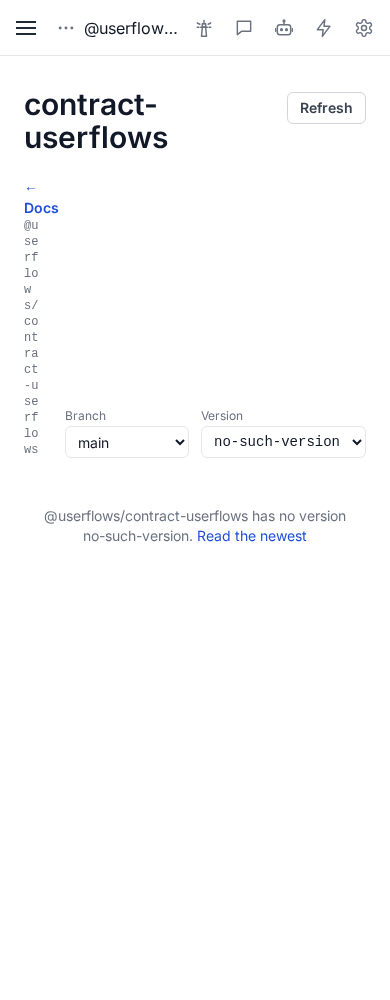 @userflow...
contract-
userflows
Refresh
←
Docs
@u
se
rf
lo
w
s/
co
nt
ra
ct
-u
se
rf
lo
ws
Branch
main
Version
no-such-version
@userflows/contract-userflows has no version
no-such-version. Read the newest